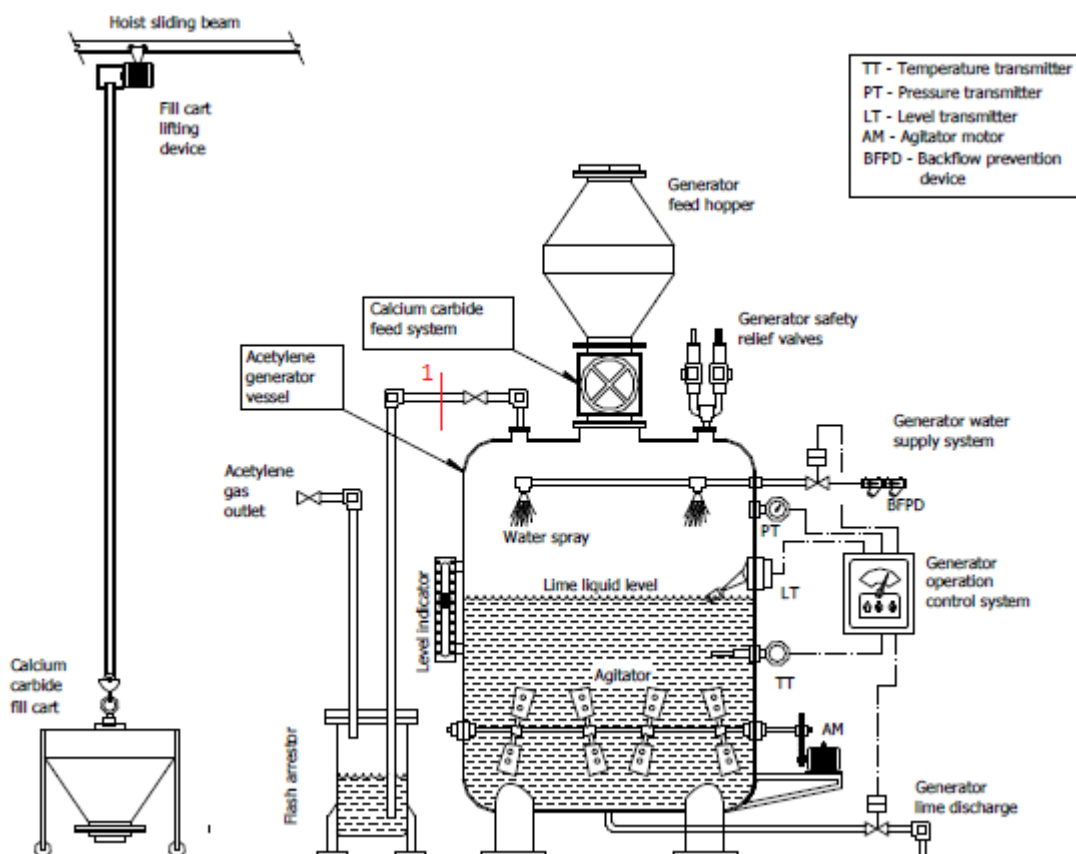 Hoist sliding beam
Fill cart
lifting
device
TT - Temperature transmitter
PT - Pressure transmitter
LT - Level transmitter
AM - Agitator motor
BFPD - Backflow prevention
device
Generator
feed hopper
Calcium carbide
feed system
Generator safety
relief valves
Acetylene
generator
vessel
1
Generator water
supply system
Acetylene
gas
outlet
BFPD
PT
Water spray
Lime liquid level
LT
Generator
operation
control system
Level indicator
Calcium
carbide
fill cart
Agitator
TT
AM
Flash arrestor
Generator
lime discharge